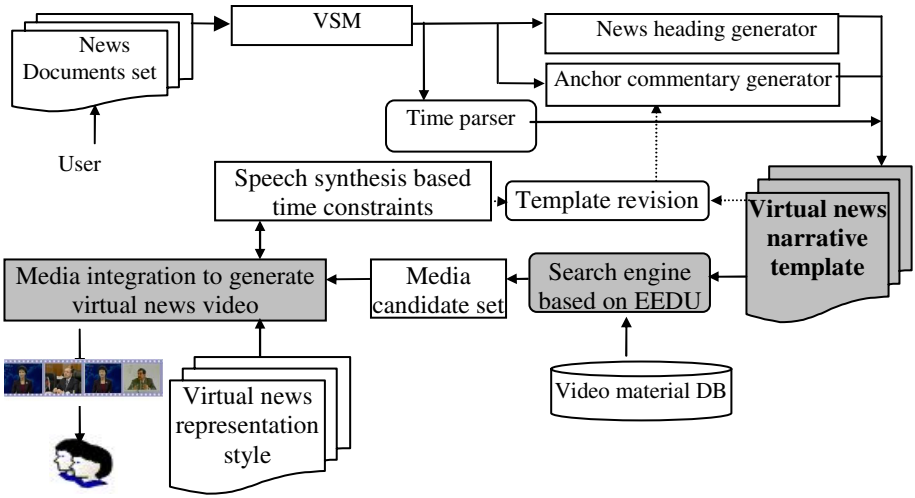 News
Documents set
VSM
News heading generator
Anchor commentary generator
Time parser
User
Speech synthesis based
time constraints
Template revision
Virtual news
narrative
template
Media integration to generate
virtual news video
Media
candidate set
Search engine
based on EEDU
Video material DB
Virtual news
representation
style